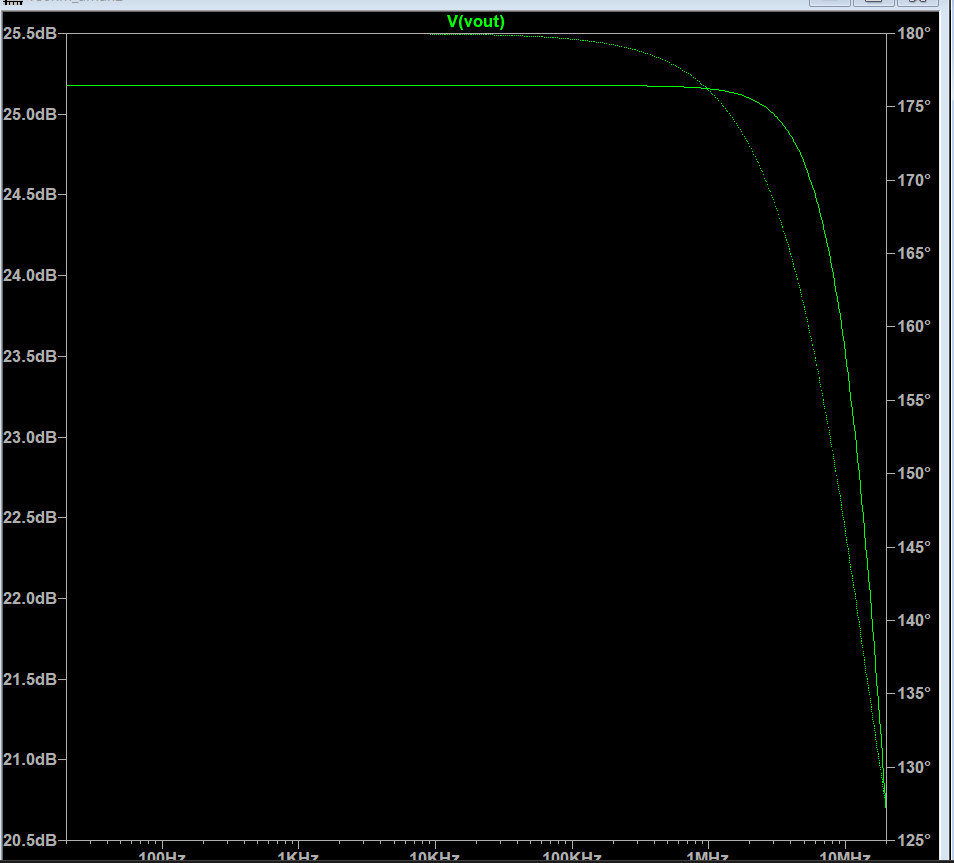 V(vout)
25.5dB
25.0dB
24.5dB
24.0dB
23.5dB
23.0dB
22.5dB
22.0dB
21.5dB
21.0dB
20.5dB
180°
175°
170°
165°
160°
155°
150°
145°
140°
135°
130°
125°
100Hz 1KHz 10KHz 100KHz 1MHz 10MHz